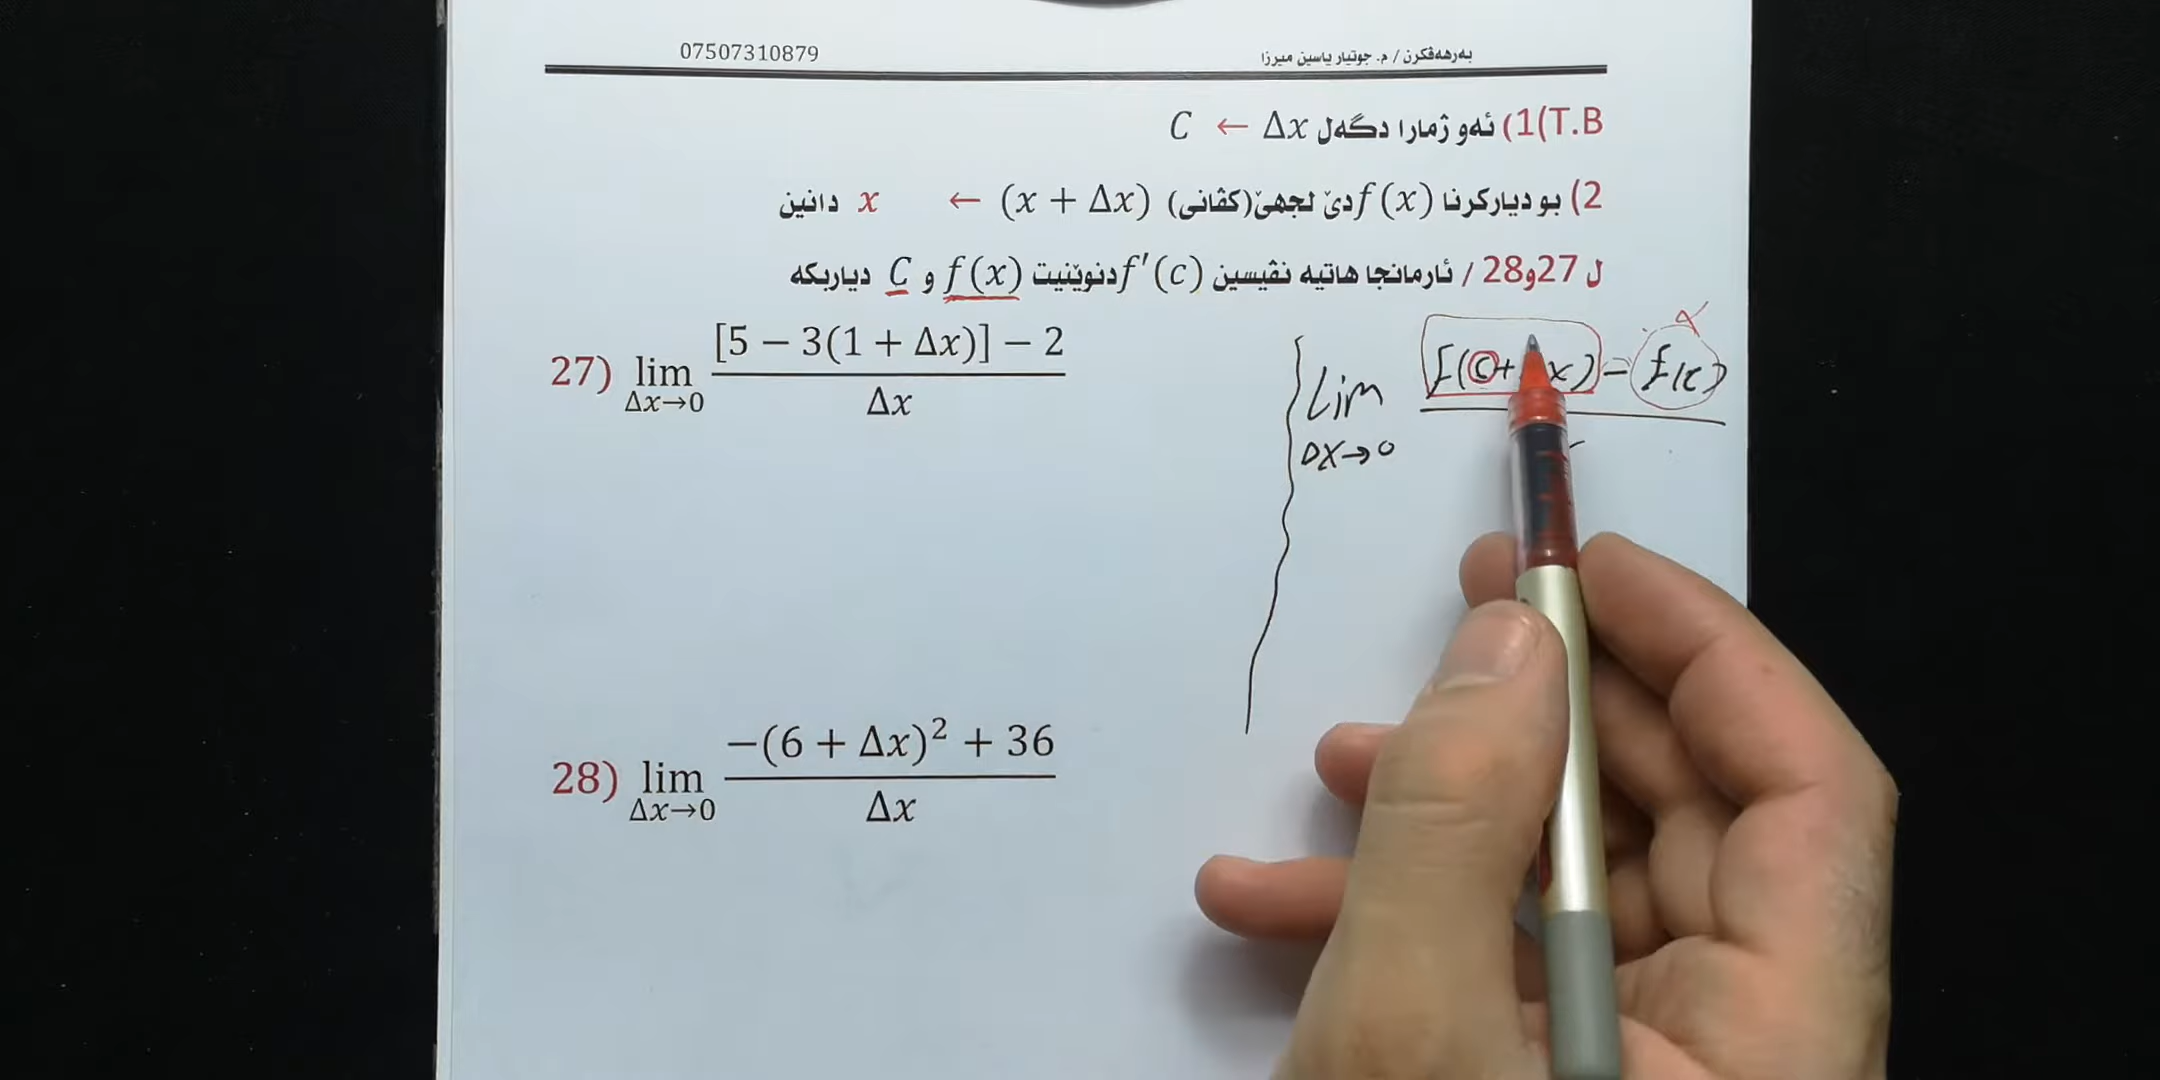 07507310879 بەرهەڤکرن / م. جوتیار یاسین میرزا
T.B(1) ئەو ژمارا دگەل Δx ← C
2) بو دیارکرنا f(x) دێ لجهێ(کڤانی) (x + Δx) ← x دانین
ل 27و28 / ئارمانجا هاتیە نڤیسین f'(c) دنوێنیت f(x) و C دیاربکە
27) lim Δx→0 [5 − 3(1 + Δx)] − 2 / Δx
Lim Δx→0 f(c+ x) − f(c)
28) lim Δx→0 −(6 + Δx)² + 36 / Δx